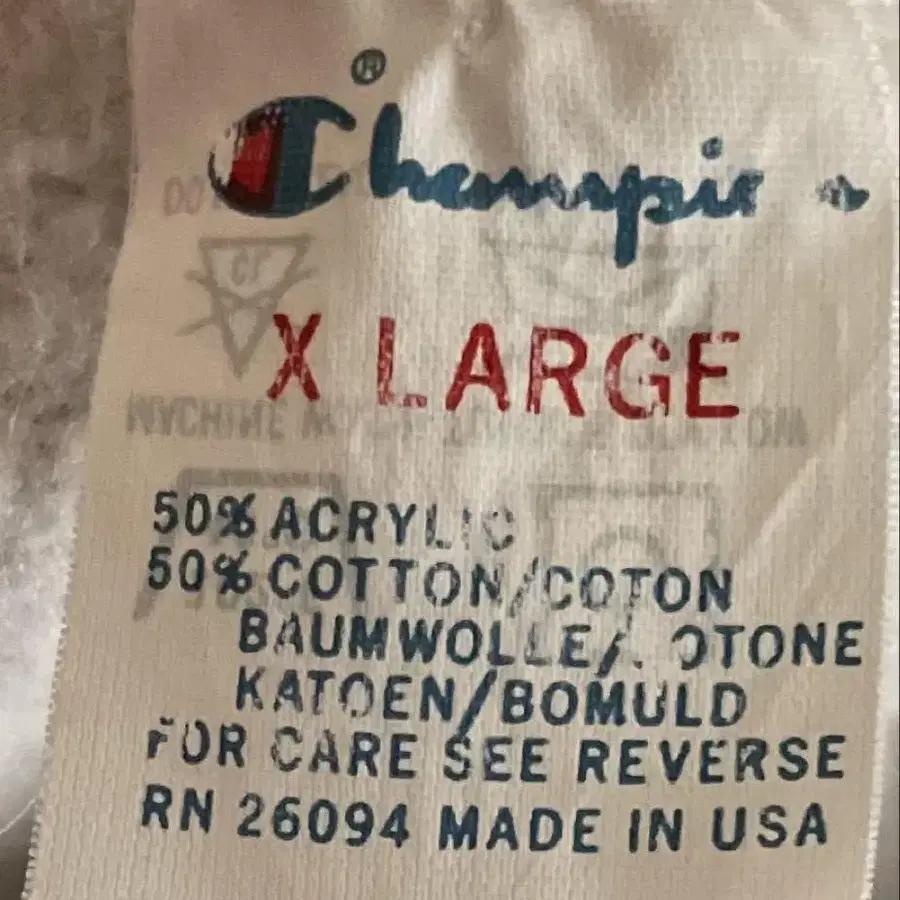 ®
Champion
X LARGE
50% ACRYLIC
50% COTTON/COTON
BAUMWOLLE/COTONE
KATOEN/BOMULD
FOR CARE SEE REVERSE
RN 26094 MADE IN USA